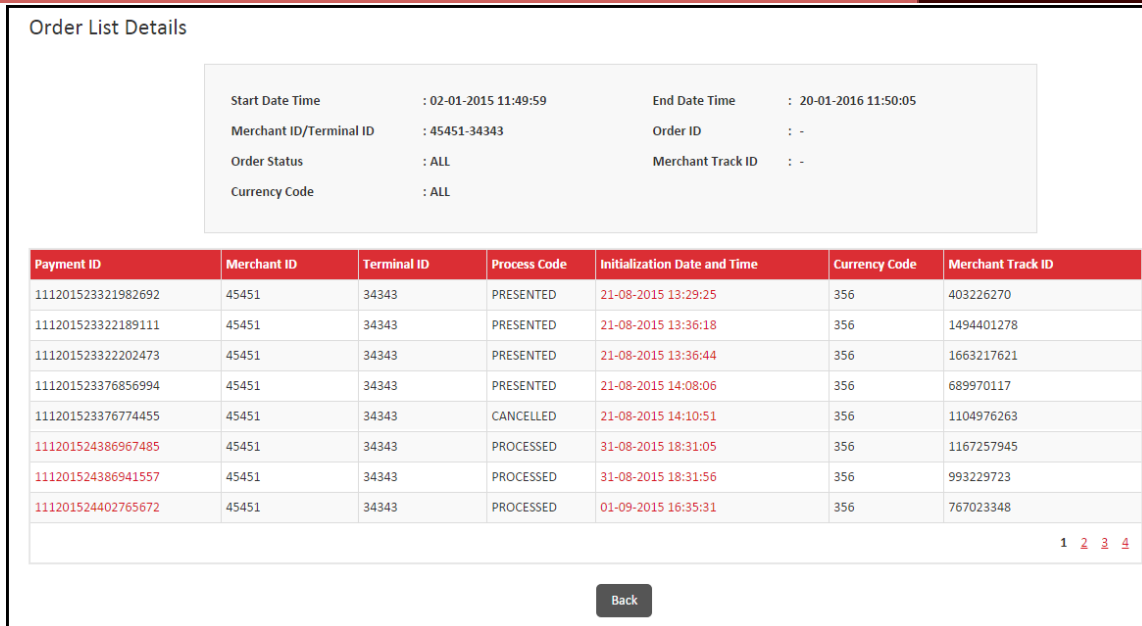 Order List Details
Start Date Time : 02-01-2015 11:49:59 End Date Time : 20-01-2016 11:50:05
Merchant ID/Terminal ID : 45451-34343 Order ID : -
Order Status : ALL Merchant Track ID : -
Currency Code : ALL
Payment ID Merchant ID Terminal ID Process Code Initialization Date and Time Currency Code Merchant Track ID
111201523321982692 45451 34343 PRESENTED 21-08-2015 13:29:25 356 403226270
111201523322189111 45451 34343 PRESENTED 21-08-2015 13:36:18 356 1494401278
111201523322202473 45451 34343 PRESENTED 21-08-2015 13:36:44 356 1663217621
111201523376856994 45451 34343 PRESENTED 21-08-2015 14:08:06 356 689970117
111201523376774455 45451 34343 CANCELLED 21-08-2015 14:10:51 356 1104976263
111201524386967485 45451 34343 PROCESSED 31-08-2015 18:31:05 356 1167257945
111201524386941557 45451 34343 PROCESSED 31-08-2015 18:31:56 356 993229723
111201524402765672 45451 34343 PROCESSED 01-09-2015 16:35:31 356 767023348
1 2 3 4
Back